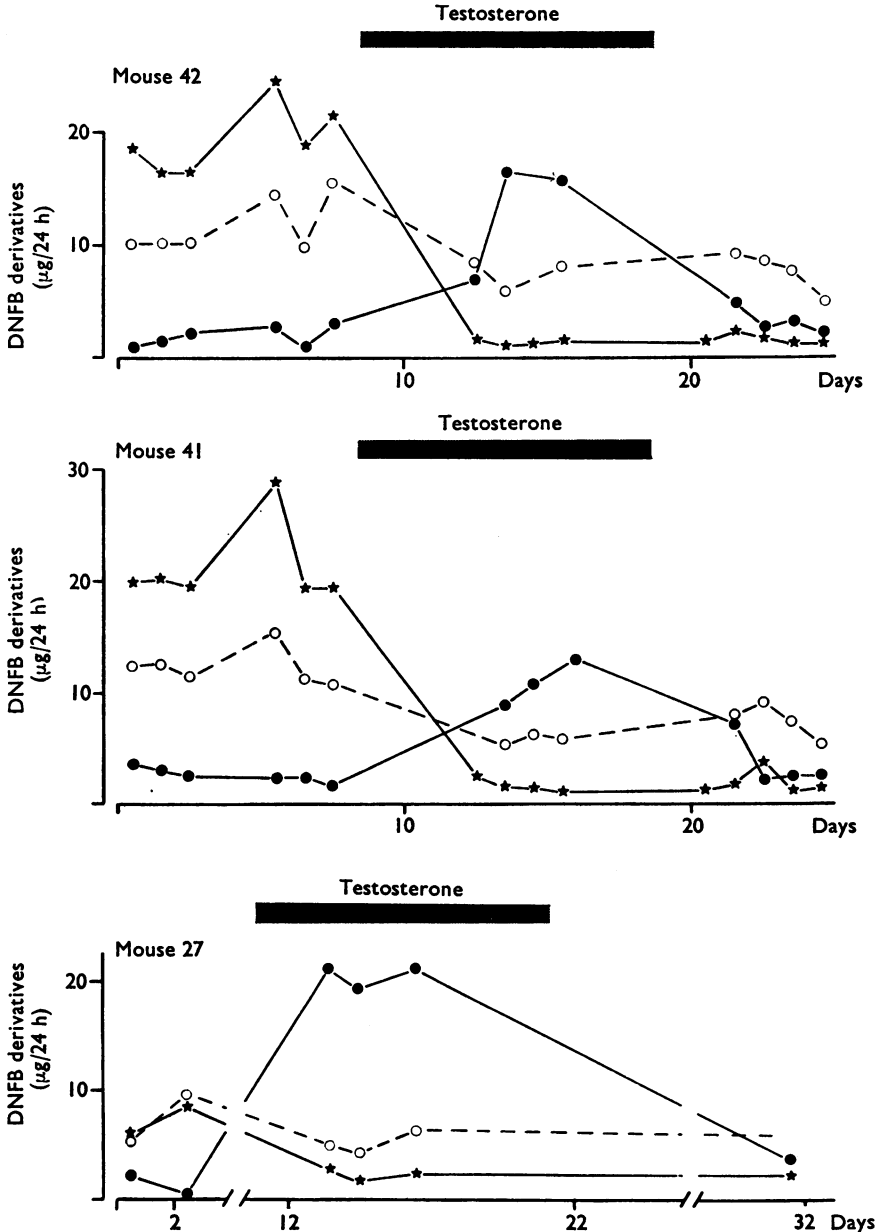 Testosterone
Mouse 42
20
10
DNFB derivatives
(µg/24 h)
10
20
Days
Testosterone
Mouse 41
30
20
10
DNFB derivatives
(µg/24 h)
10
20
Days
Testosterone
Mouse 27
20
10
DNFB derivatives
(µg/24 h)
2
12
22
32
Days